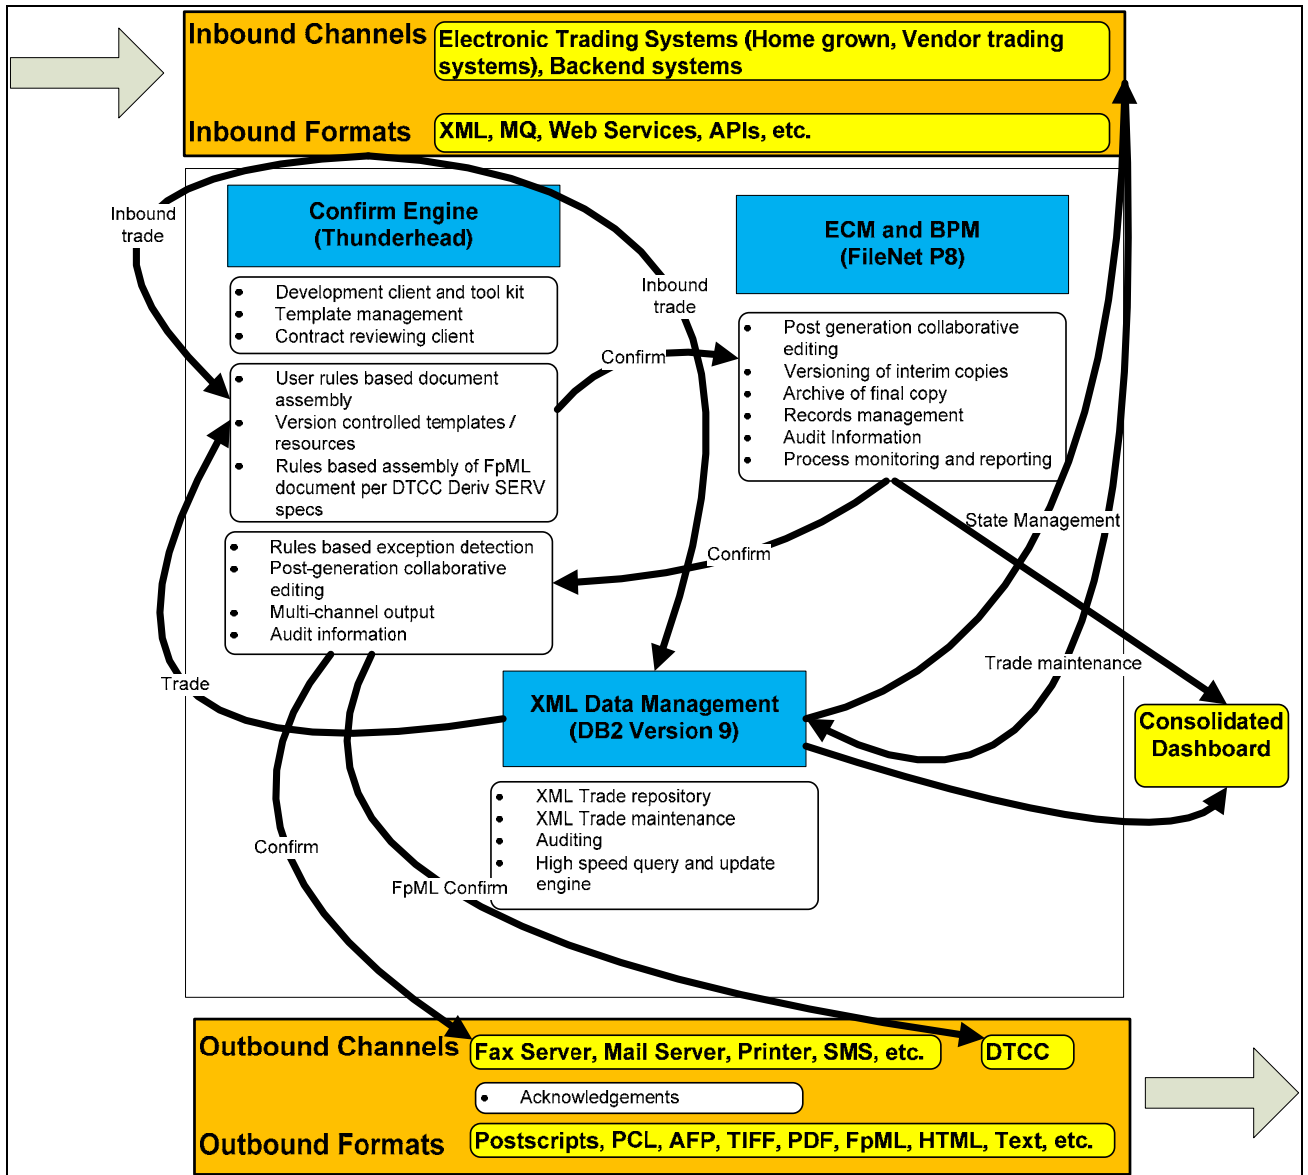 Inbound Channels
Electronic Trading Systems (Home grown, Vendor trading
systems), Backend systems
Inbound Formats
XML, MQ, Web Services, APIs, etc.
Inbound
trade
Confirm Engine
(Thunderhead)
• Development client and tool kit
• Template management
• Contract reviewing client
• User rules based document
assembly
• Version controlled templates /
resources
• Rules based assembly of FpML
document per DTCC Deriv SERV
specs
• Rules based exception detection
• Post-generation collaborative
editing
• Multi-channel output
• Audit information
Inbound
trade
Confirm
ECM and BPM
(FileNet P8)
• Post generation collaborative
editing
• Versioning of interim copies
• Archive of final copy
• Records management
• Audit Information
• Process monitoring and reporting
State Management
Confirm
Trade maintenance
Trade
XML Data Management
(DB2 Version 9)
• XML Trade repository
• XML Trade maintenance
• Auditing
• High speed query and update
engine
Consolidated
Dashboard
Confirm
FpML Confirm
Outbound Channels
Fax Server, Mail Server, Printer, SMS, etc.
DTCC
• Acknowledgements
Outbound Formats
Postscripts, PCL, AFP, TIFF, PDF, FpML, HTML, Text, etc.